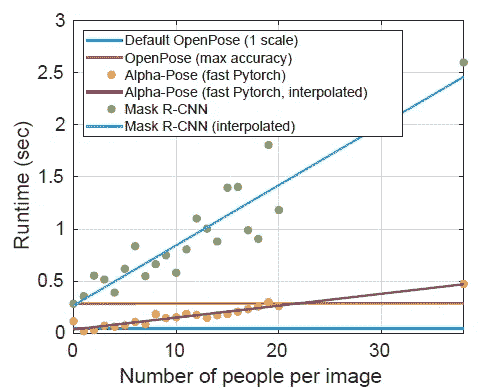 3
2.5
2
1.5
1
0.5
0
Runtime (sec)
Default OpenPose (1 scale)
OpenPose (max accuracy)
Alpha-Pose (fast Pytorch)
Alpha-Pose (fast Pytorch, interpolated)
Mask R-CNN
Mask R-CNN (interpolated)
0 10 20 30
Number of people per image